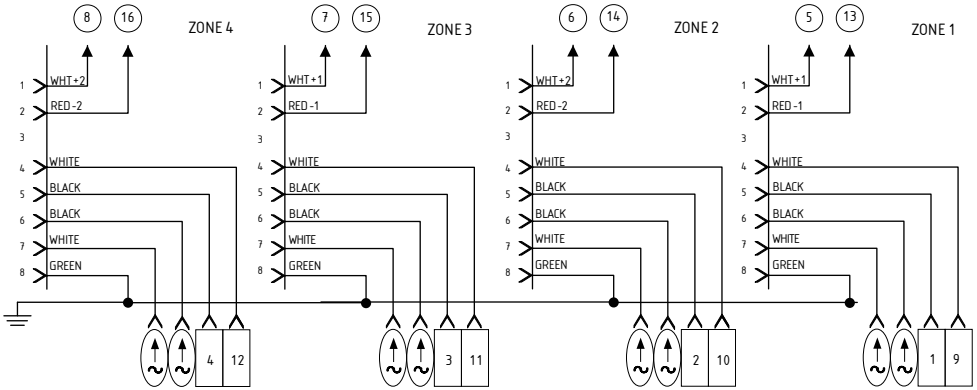 8 16 ZONE 4 7 15 ZONE 3 6 14 ZONE 2 5 13 ZONE 1
1 WHT+2 1 WHT+1 1 WHT+2 1 WHT+1
2 RED-2 2 RED-1 2 RED-2 2 RED-1
3 3 3 3
4 WHITE 4 WHITE 4 WHITE 4 WHITE
5 BLACK 5 BLACK 5 BLACK 5 BLACK
6 BLACK 6 BLACK 6 BLACK 6 BLACK
7 WHITE 7 WHITE 7 WHITE 7 WHITE
8 GREEN 8 GREEN 8 GREEN 8 GREEN
4 12 3 11 2 10 1 9